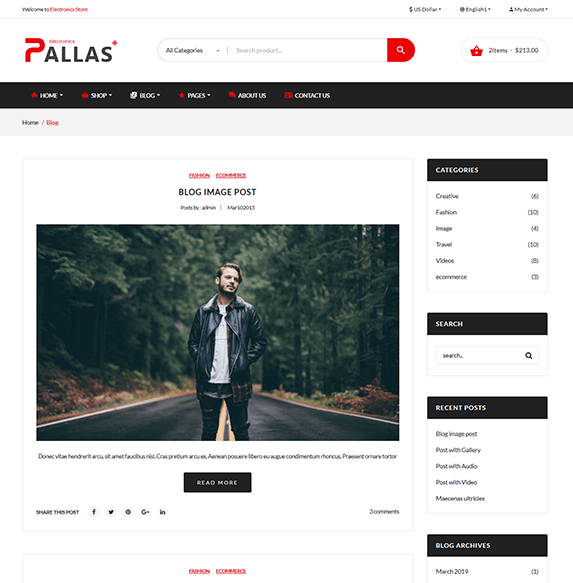 Welcome to Electronics Store
$ US Dollar
English1
My Account
Electronics
PALLAS
All Categories
Search product...
2items - $213.00
HOME
SHOP
BLOG
PAGES
ABOUT US
CONTACT US
Home / Blog
FASHION ECOMMERCE
BLOG IMAGE POST
Posts by : admin | Mar102015
Donec vitae hendrerit arcu, sit amet faucibus nisl. Cras pretium arcu ex. Aenean posuere libero eu augue condimentum rhoncus. Praesent ornare tortor
READ MORE
SHARE THIS POST
3 comments
FASHION ECOMMERCE
CATEGORIES
Creative (6)
Fashion (10)
Image (4)
Travel (10)
Videos (8)
ecommerce (3)
SEARCH
search..
RECENT POSTS
Blog image post
Post with Gallery
Post with Audio
Post with Video
Maecenas ultricies
BLOG ARCHIVES
March 2019 (1)